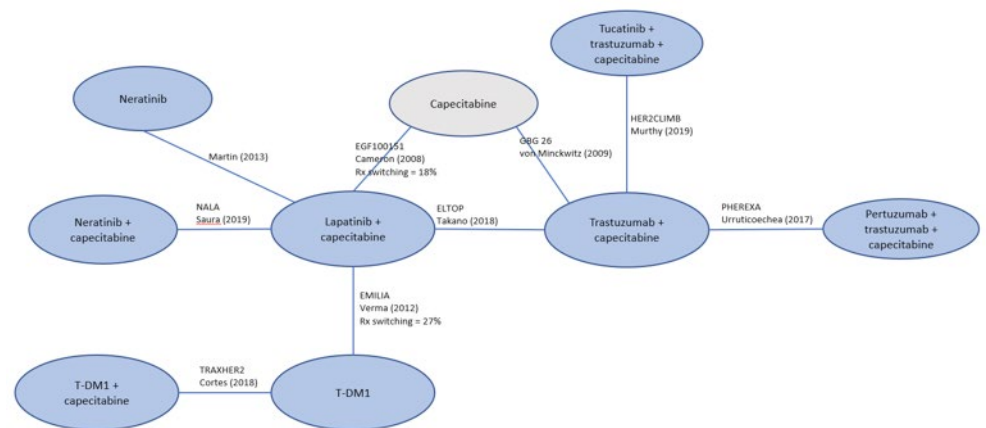 Tucatinib +
trastuzumab +
capecitabine
Neratinib
Capecitabine
HER2CLIMB
Murthy (2019)
EGF100151
Cameron (2008)
Rx switching = 18%
GBG 26
von Minckwitz (2009)
Martin (2013)
NALA
Saura (2019)
ELTOP
Takano (2018)
PHEREXA
Urruticoechea (2017)
Neratinib +
capecitabine
Lapatinib +
capecitabine
Trastuzumab +
capecitabine
Pertuzumab +
trastuzumab +
capecitabine
EMILIA
Verma (2012)
Rx switching = 27%
TRAXHER2
Cortes (2018)
T-DM1 +
capecitabine
T-DM1